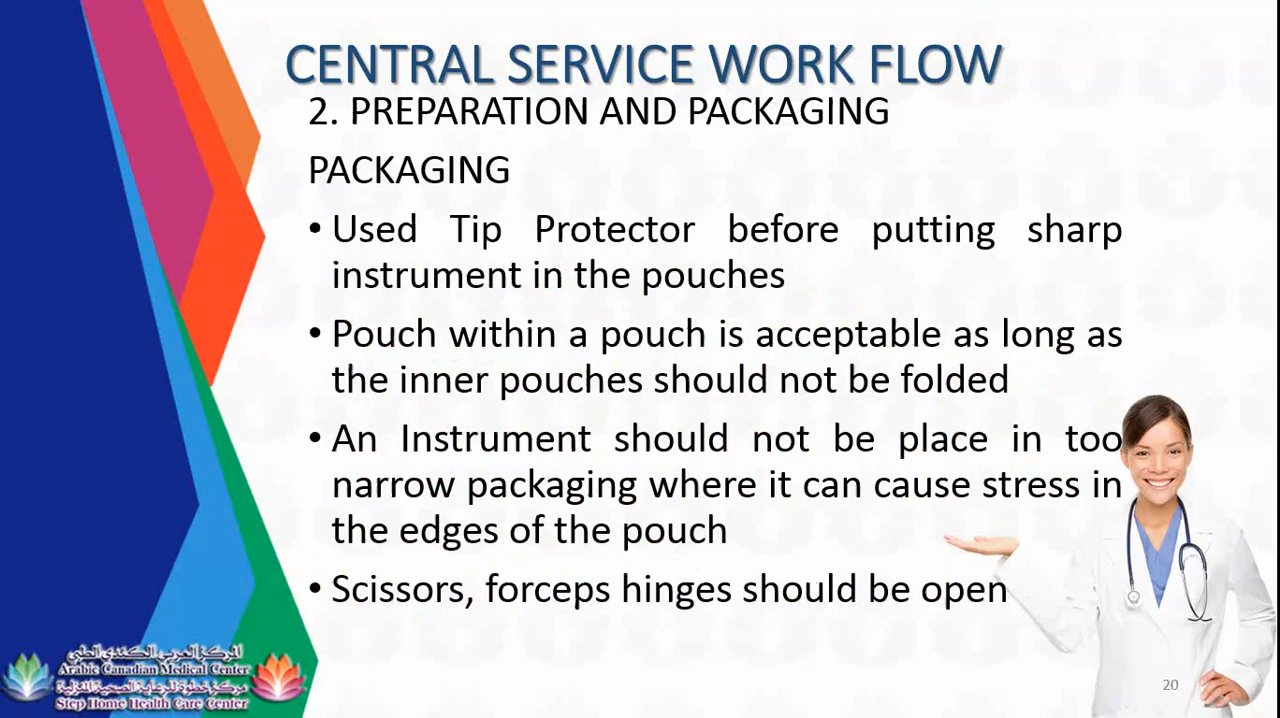 CENTRAL SERVICE WORK FLOW
2. PREPARATION AND PACKAGING
PACKAGING
• Used Tip Protector before putting sharp
instrument in the pouches
• Pouch within a pouch is acceptable as long as
the inner pouches should not be folded
• An Instrument should not be place in too
narrow packaging where it can cause stress in
the edges of the pouch
• Scissors, forceps hinges should be open
المركز العربي الكندي الطبي
Arabic Canadian Medical Center
مركز خطوة للرعاية الصحية المنزلية
Step Home Health Care Center
20